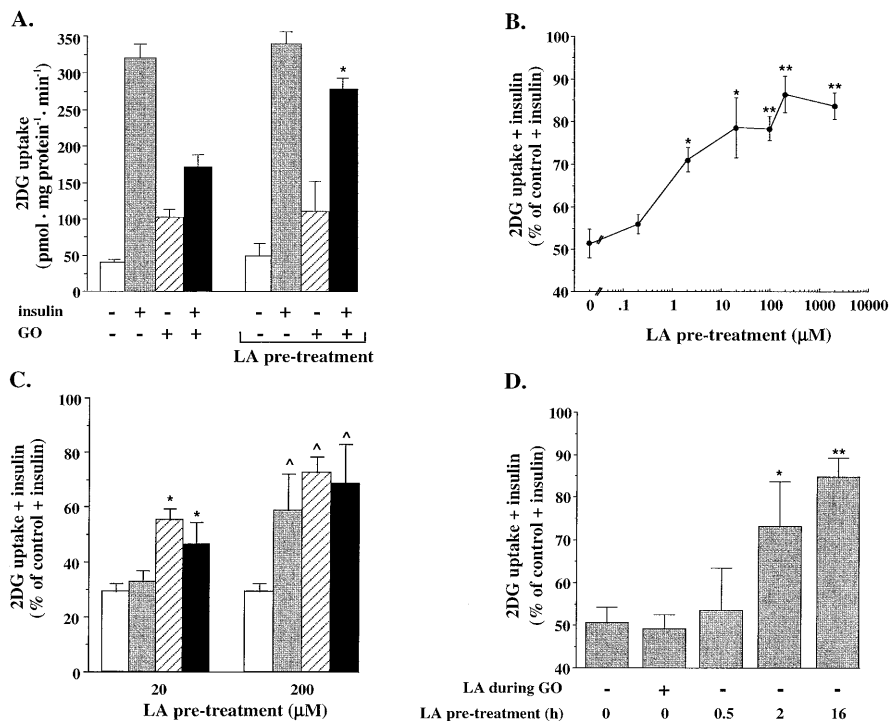 A.
2DG uptake
(pmol · mg protein⁻¹ · min⁻¹)
350
300
250
200
150
100
50
0
*
insulin - + - + - + - +
GO - - + + - - + +
LA pre-treatment
B.
2DG uptake + insulin
(% of control + insulin)
100
90
80
70
60
50
40
* * ** ** **
0 .1 1 10 100 1000 10000
LA pre-treatment (μM)
C.
2DG uptake + insulin
(% of control + insulin)
100
80
60
40
20
0
* * ^ ^ ^
20 200
LA pre-treatment (μM)
D.
2DG uptake + insulin
(% of control + insulin)
100
90
80
70
60
50
40
* **
LA during GO - + - - -
LA pre-treatment (h) 0 0 0.5 2 16